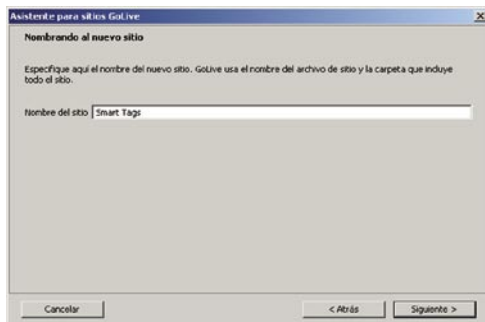 Asistente para sitios GoLive
Nombrando al nuevo sitio
Especifique aquí el nombre del nuevo sitio. GoLive usa el nombre del archivo de sitio y la carpeta que incluye
todo el sitio.
Nombre del sitio Smart Tags
Cancelar < Atrás Siguiente >